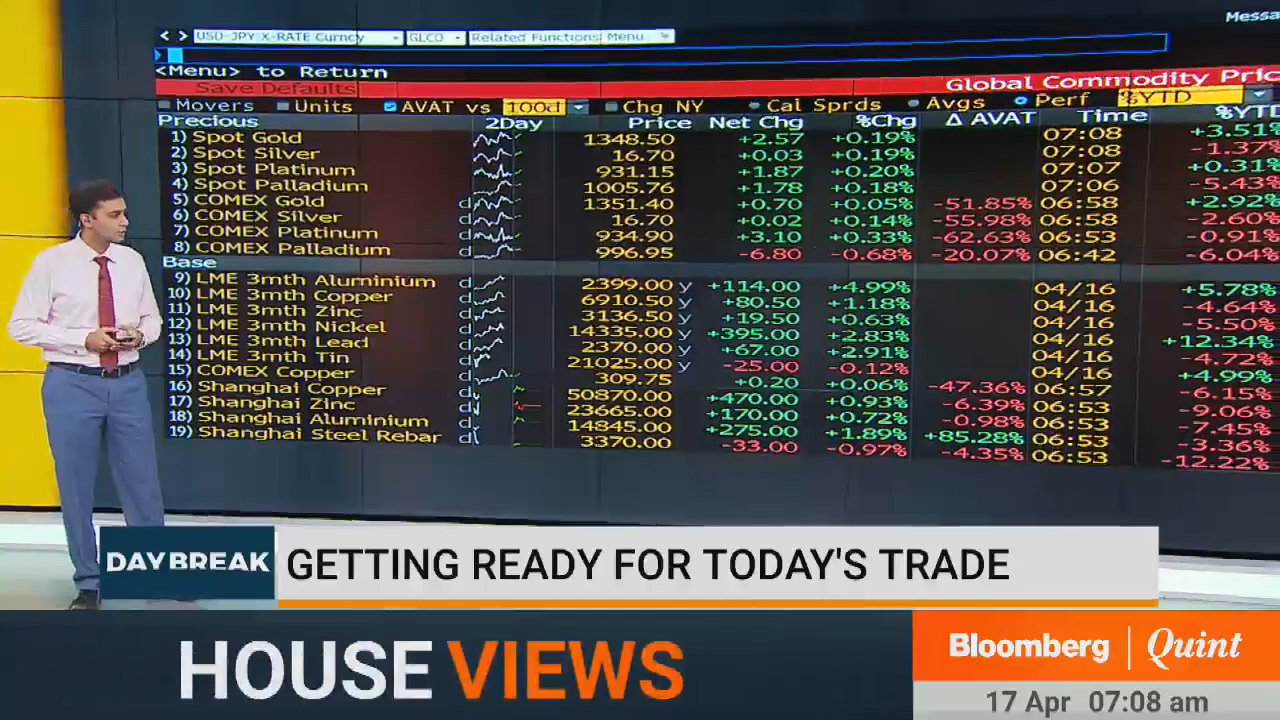 Messa
< > USD-JPY X-RATE Curncy GLCO Related Functions Menu
<Menu> to Return
Save Defaults Global Commodity Pric
Movers Units AVAT vs 100d Chg NY Cal Sprds Avgs Perf %YTD
Precious 2Day Price Net Chg %Chg Δ AVAT Time %YTD
1) Spot Gold 1348.50 +2.57 +0.19% 07:08 +3.51%
2) Spot Silver 16.70 +0.03 +0.19% 07:08 -1.37%
3) Spot Platinum 931.15 +1.87 +0.20% 07:07 +0.31%
4) Spot Palladium 1005.76 +1.78 +0.18% 07:06 -5.43%
5) COMEX Gold d 1351.40 +0.70 +0.05% -51.85% 06:58 +2.92%
6) COMEX Silver d 16.70 +0.02 +0.14% -55.98% 06:58 -2.60%
7) COMEX Platinum d 934.90 +3.10 +0.33% -62.63% 06:53 -0.91%
8) COMEX Palladium d 996.95 -6.80 -0.68% -20.07% 06:42 -6.04%
Base
9) LME 3mth Aluminium d 2399.00 y +114.00 +4.99% 04/16 +5.78%
10) LME 3mth Copper d 6910.50 y +80.50 +1.18% 04/16 -4.64%
11) LME 3mth Zinc d 3136.50 y +19.50 +0.63% 04/16 -5.50%
12) LME 3mth Nickel d 14335.00 y +395.00 +2.83% 04/16 +12.34%
13) LME 3mth Lead d 2370.00 y +67.00 +2.91% 04/16 -4.72%
14) LME 3mth Tin d 21025.00 y -25.00 -0.12% 04/16 +4.99%
15) COMEX Copper d 309.75 +0.20 +0.06% -47.36% 06:57 -6.15%
16) Shanghai Copper d 50870.00 +470.00 +0.93% -6.39% 06:53 -9.06%
17) Shanghai Zinc d 23665.00 +170.00 +0.72% -0.98% 06:53 -7.45%
18) Shanghai Aluminium d 14845.00 +275.00 +1.89% +85.28% 06:53 -3.36%
19) Shanghai Steel Rebar d 3370.00 -33.00 -0.97% -4.35% 06:53 -12.22%
DAYBREAK GETTING READY FOR TODAY'S TRADE
HOUSE VIEWS
Bloomberg | Quint
17 Apr 07:08 am